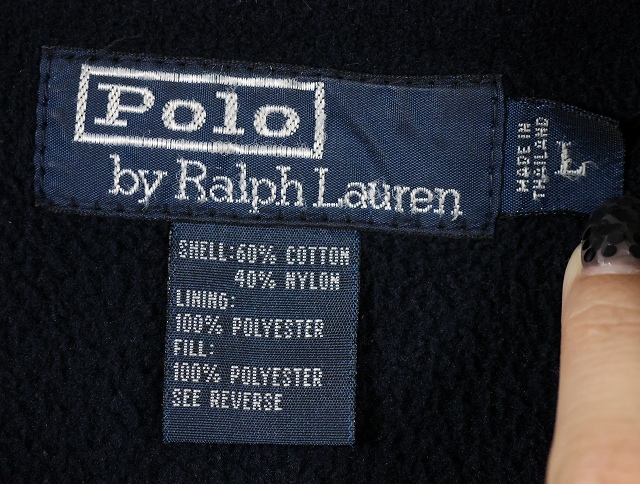 Polo
by Ralph Lauren
MADE IN
THAILAND
L
SHELL:60% COTTON
40% NYLON
LINING:
100% POLYESTER
FILL:
100% POLYESTER
SEE REVERSE